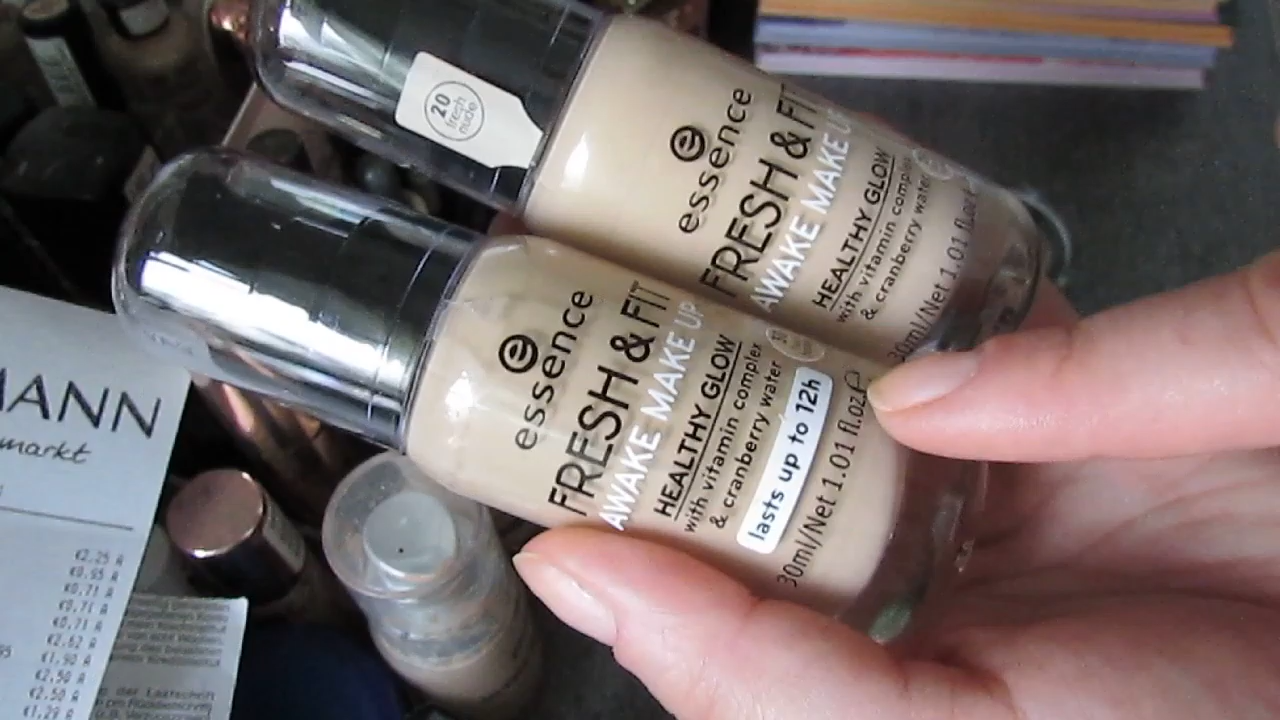 20
fresh
nude
essence
FRESH & FIT
AWAKE MAKE UP
HEALTHY GLOW
with vitamin complex
& cranberry water
30ml/Net 1.01 fl.oz
essence
FRESH & FIT
AWAKE MAKE UP
HEALTHY GLOW
with vitamin complex
& cranberry water
lasts up to 12h
30ml/Net 1.01 fl.oz ℮
MANN
markt
€2.25 A
€0.95 A
€0.71 A
€0.71 A
€0.71 A
€2.62 A
€1.90 A
€2.50 A
€2.50 A
€1.29 A
der Lastschrift